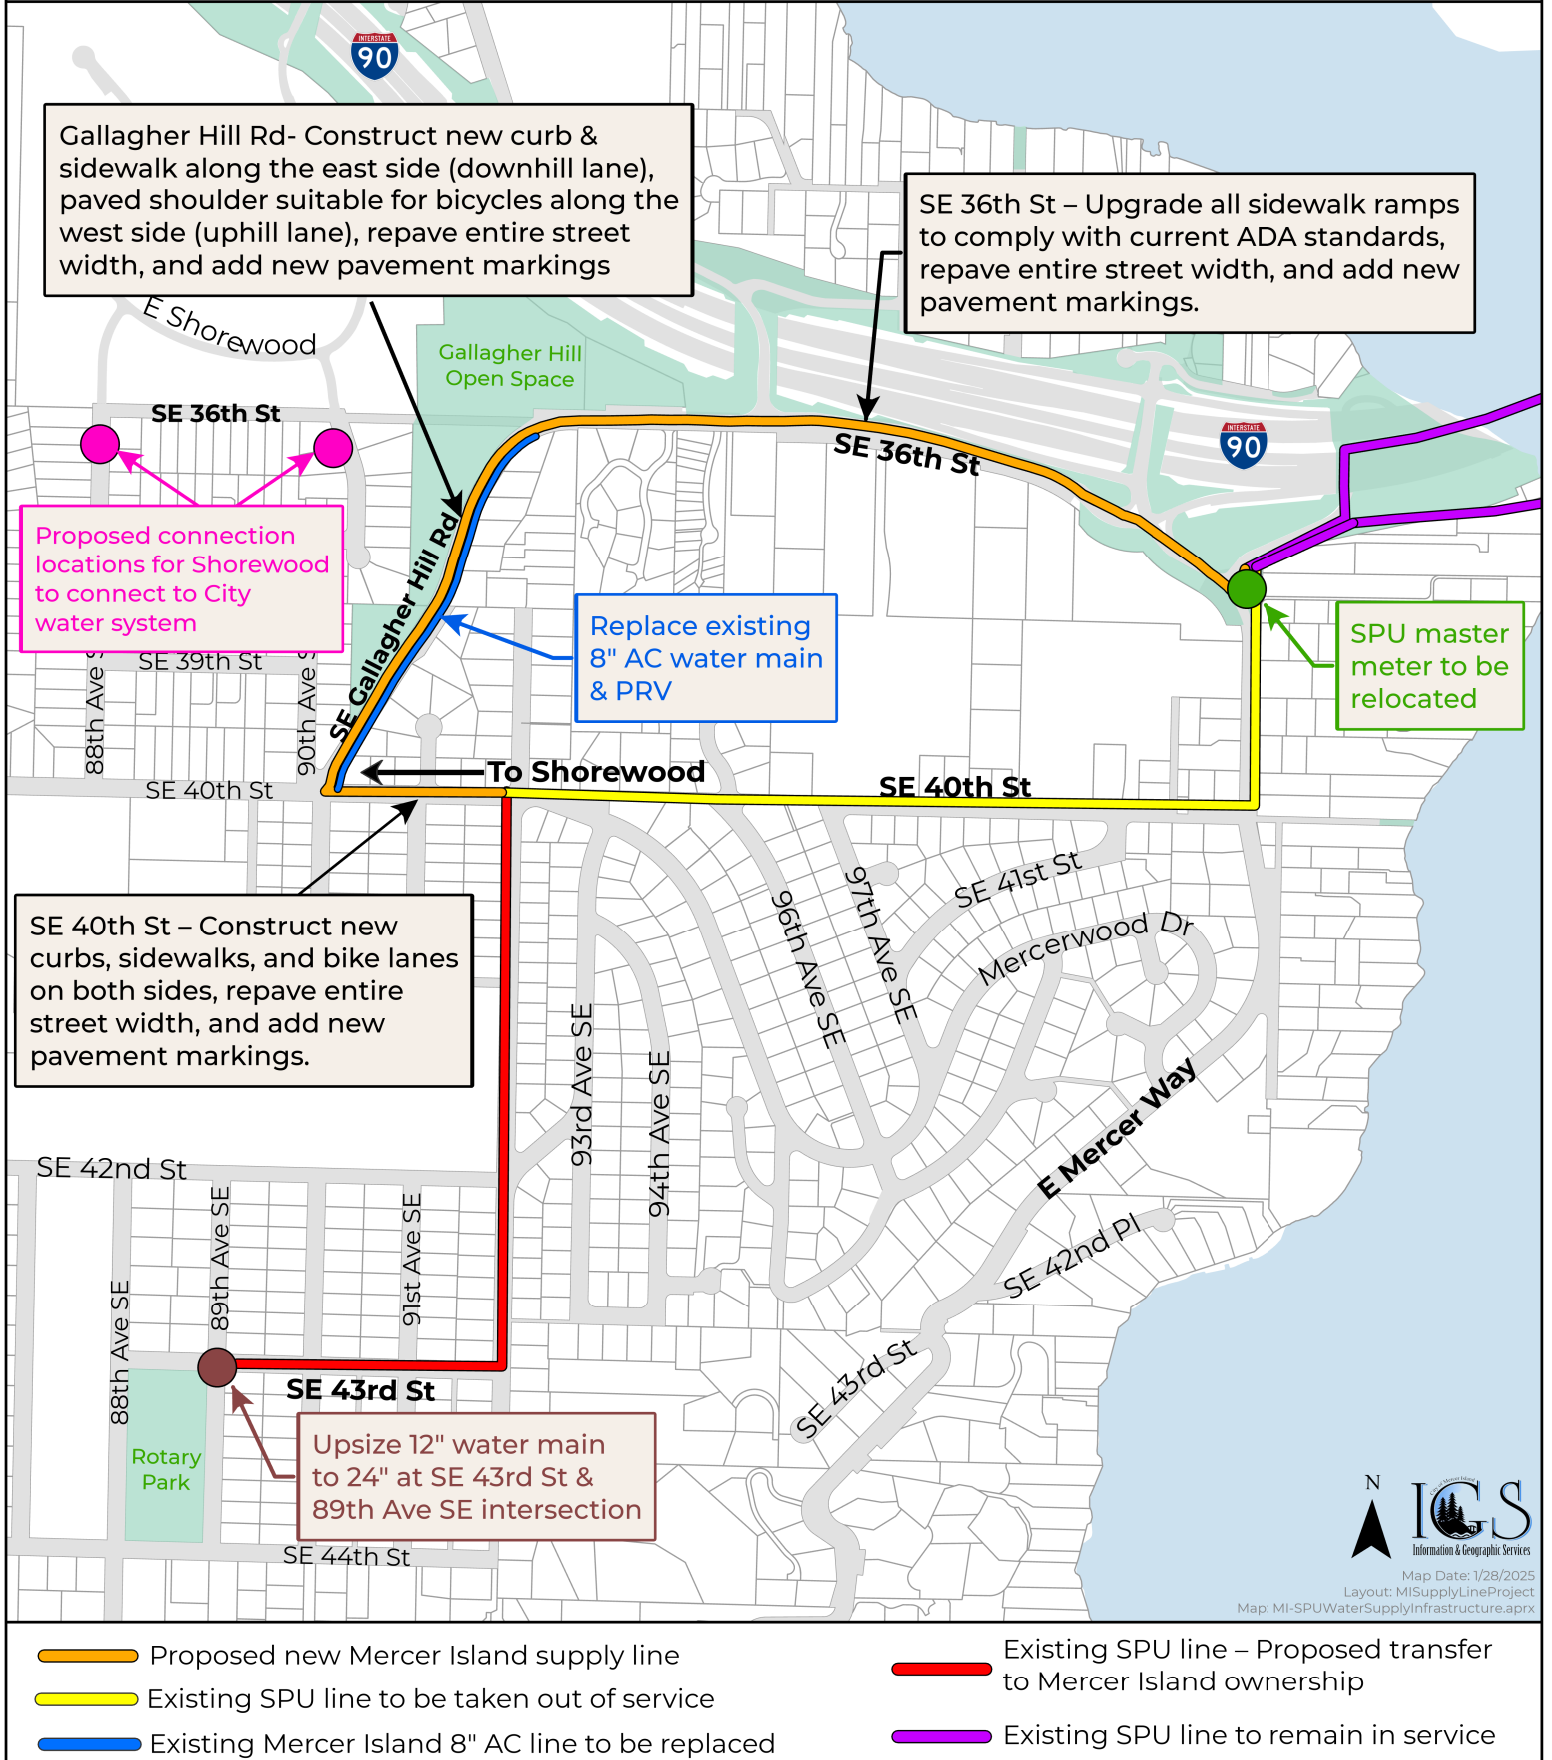 INTERSTATE
90
Gallagher Hill Rd- Construct new curb &
sidewalk along the east side (downhill lane),
paved shoulder suitable for bicycles along the
west side (uphill lane), repave entire street
width, and add new pavement markings
SE 36th St – Upgrade all sidewalk ramps
to comply with current ADA standards,
repave entire street width, and add new
pavement markings.
E Shorewood
Gallagher Hill
Open Space
SE 36th St
SE 36th St
INTERSTATE
90
Proposed connection
locations for Shorewood
to connect to City
water system
SE Gallagher Hill Rd
Replace existing
8" AC water main
& PRV
SPU master
meter to be
relocated
SE 39th St
88th Ave S
90th Ave S
To Shorewood
SE 40th St
SE 40th St
SE 40th St – Construct new
curbs, sidewalks, and bike lanes
on both sides, repave entire
street width, and add new
pavement markings.
SE 41st St
97th Ave SE
96th Ave SE
Mercerwood Dr
93rd Ave SE
94th Ave SE
E Mercer Way
SE 42nd St
89th Ave SE
91st Ave SE
88th Ave SE
SE 42nd Pl
SE 43rd St
SE 43rd St
Rotary
Park
Upsize 12" water main
to 24" at SE 43rd St &
89th Ave SE intersection
SE 44th St
N
City of Mercer Island
IGS
Information & Geographic Services
Map Date: 1/28/2025
Layout: MISupplyLineProject
Map: MI-SPUWaterSupplyInfrastructure.aprx
Proposed new Mercer Island supply line
Existing SPU line to be taken out of service
Existing Mercer Island 8" AC line to be replaced
Existing SPU line – Proposed transfer
to Mercer Island ownership
Existing SPU line to remain in service